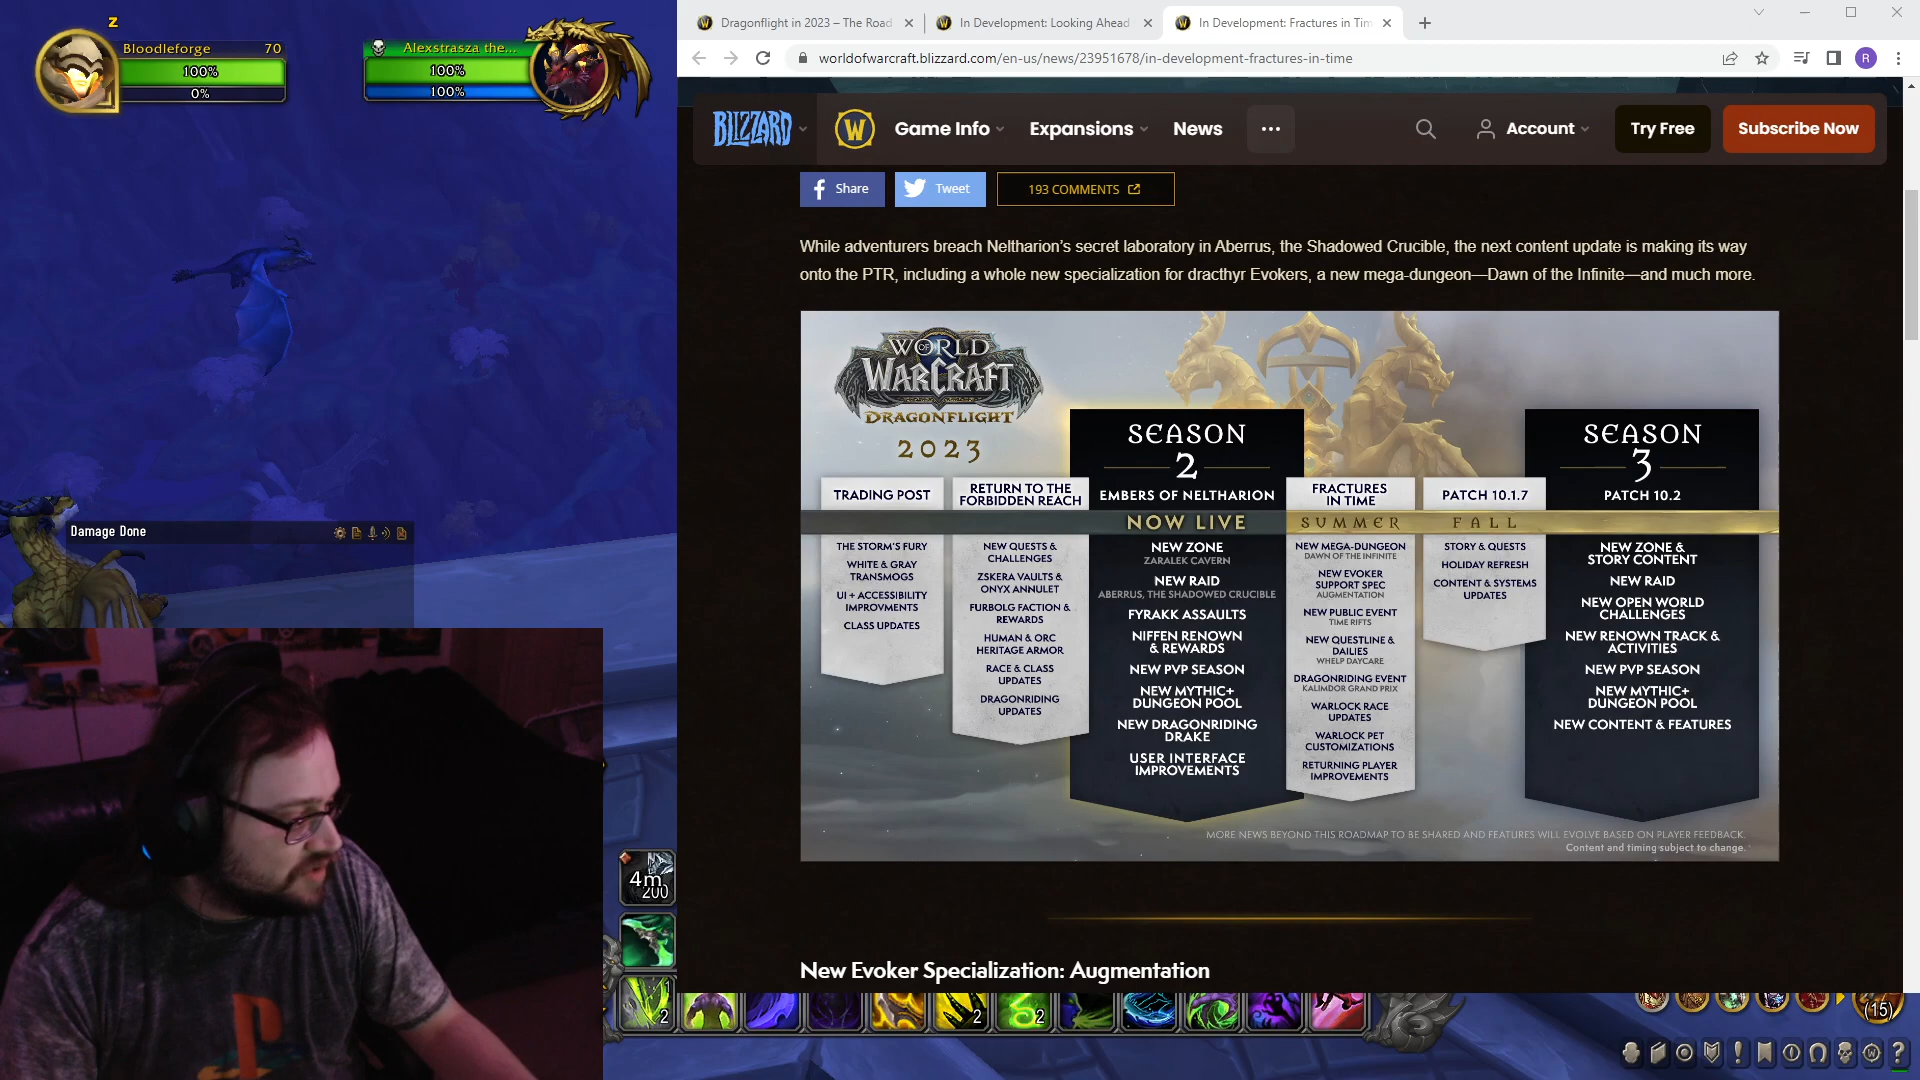 Z
Bloodleforge 70
100%
0%
Alexstrasza the...
100%
100%
Damage Done
4m
200
2
2
2
(15)
Dragonflight in 2023 – The Road
In Development: Looking Ahead
In Development: Fractures in Tim
worldofwarcraft.blizzard.com/en-us/news/23951678/in-development-fractures-in-time
R
BLIZZARD
W
Game Info
Expansions
News
Account
Try Free
Subscribe Now
Share
Tweet
193 COMMENTS
While adventurers breach Neltharion's secret laboratory in Aberrus, the Shadowed Crucible, the next content update is making its way
onto the PTR, including a whole new specialization for dracthyr Evokers, a new mega-dungeon—Dawn of the Infinite—and much more.
WORLD
OF
WARCRAFT
DRAGONFLIGHT
2023
TRADING POST
THE STORM'S FURY
WHITE & GRAY
TRANSMOGS
UI + ACCESSIBILITY
IMPROVMENTS
CLASS UPDATES
RETURN TO THE
FORBIDDEN REACH
NEW QUESTS &
CHALLENGES
ZSKERA VAULTS &
ONYX ANNULET
FURBOLG FACTION &
REWARDS
HUMAN & ORC
HERITAGE ARMOR
RACE & CLASS
UPDATES
DRAGONRIDING
UPDATES
SEASON
2
EMBERS OF NELTHARION
NOW LIVE
NEW ZONE
ZARALEK CAVERN
NEW RAID
ABERRUS, THE SHADOWED CRUCIBLE
FYRAKK ASSAULTS
NIFFEN RENOWN
& REWARDS
NEW PVP SEASON
NEW MYTHIC+
DUNGEON POOL
NEW DRAGONRIDING
DRAKE
USER INTERFACE
IMPROVEMENTS
FRACTURES
IN TIME
SUMMER
NEW MEGA-DUNGEON
DAWN OF THE INFINITE
NEW EVOKER
SUPPORT SPEC
AUGMENTATION
NEW PUBLIC EVENT
TIME RIFTS
NEW QUESTLINE &
DAILIES
WHELP DAYCARE
DRAGONRIDING EVENT
KALIMDOR GRAND PRIX
WARLOCK RACE
UPDATES
WARLOCK PET
CUSTOMIZATIONS
RETURNING PLAYER
IMPROVEMENTS
PATCH 10.1.7
FALL
STORY & QUESTS
HOLIDAY REFRESH
CONTENT & SYSTEMS
UPDATES
SEASON
3
PATCH 10.2
NEW ZONE &
STORY CONTENT
NEW RAID
NEW OPEN WORLD
CHALLENGES
NEW RENOWN TRACK &
ACTIVITIES
NEW PVP SEASON
NEW MYTHIC+
DUNGEON POOL
NEW CONTENT & FEATURES
MORE NEWS BEYOND THIS ROADMAP TO BE SHARED AND FEATURES WILL EVOLVE BASED ON PLAYER FEEDBACK.
Content and timing subject to change.
New Evoker Specialization: Augmentation